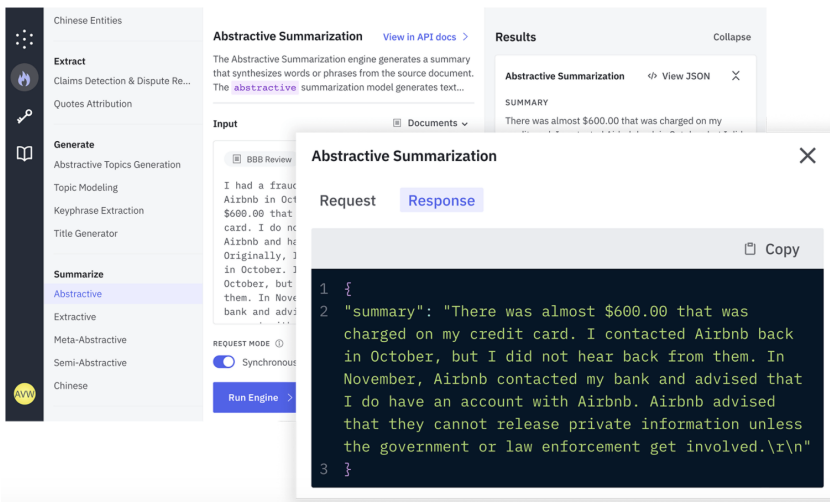 Chinese Entities
Extract
Claims Detection & Dispute Re...
Quotes Attribution
Generate
Abstractive Topics Generation
Topic Modeling
Keyphrase Extraction
Title Generator
Summarize
Abstractive
Extractive
Meta-Abstractive
Semi-Abstractive
Chinese
AVW
Abstractive Summarization
View in API docs >
The Abstractive Summarization engine generates a summary
that synthesizes words or phrases from the source document.
The abstractive summarization model generates text...
Input
Documents
BBB Review
I had a frau
Airbnb in Oct
$600.00 that
card. I do no
Airbnb and ha
Originally, I
in October. I
October, but
them. In Nove
bank and advi
REQUEST MODE
Synchronous
Run Engine >
Results
Collapse
Abstractive Summarization
</> View JSON
SUMMARY
There was almost $600.00 that was charged on my
Abstractive Summarization
Request
Response
Copy
1 {
2 "summary": "There was almost $600.00 that was
charged on my credit card. I contacted Airbnb back
in October, but I did not hear back from them. In
November, Airbnb contacted my bank and advised that
I do have an account with Airbnb. Airbnb advised
that they cannot release private information unless
the government or law enforcement get involved.\r\n"
3 }